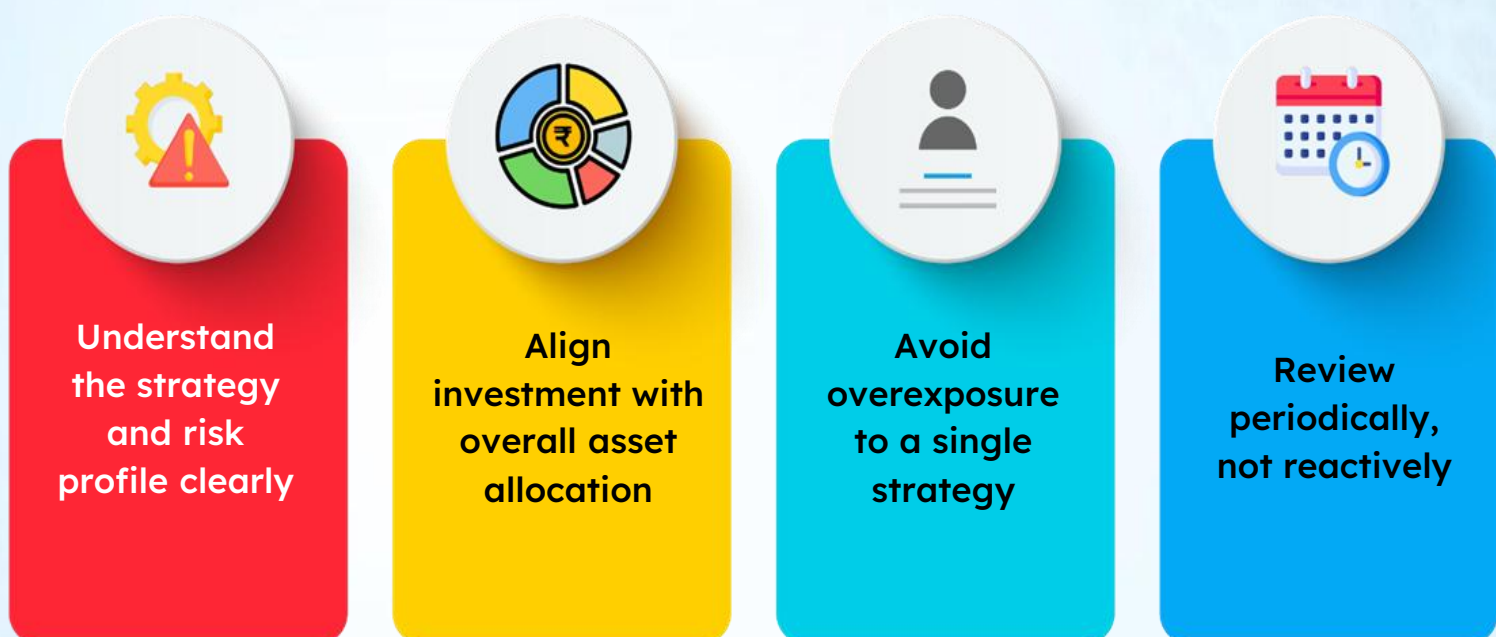 Understand
the strategy
and risk
profile clearly
Align
investment with
overall asset
allocation
Avoid
overexposure
to a single
strategy
Review
periodically,
not reactively